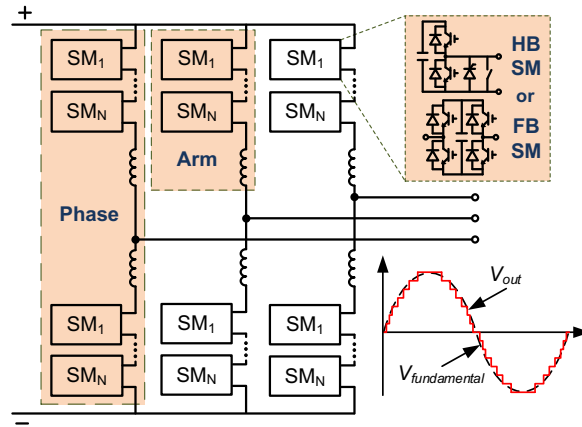 +
SM1 SM1 SM1
SMN SMN SMN
Arm
Phase
HB
SM
or
FB
SM
Vout
Vfundamental
SM1 SM1 SM1
SMN SMN SMN
−